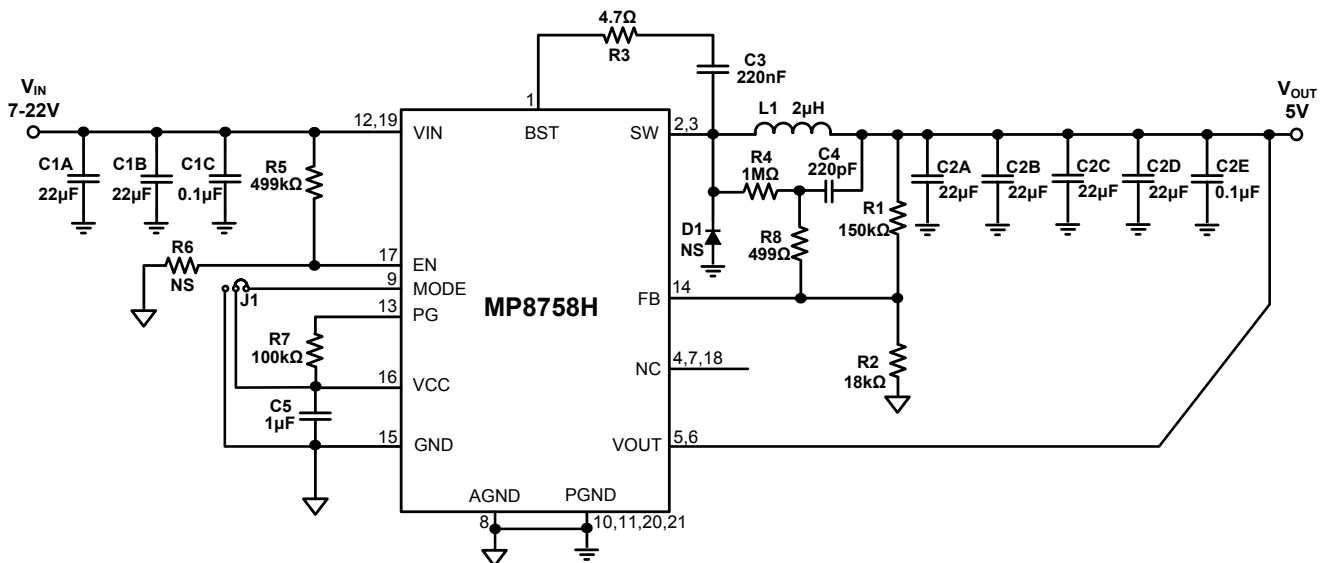 4.7Ω
R3
C3
220nF
V_IN
7-22V
1
L1 2µH
V_OUT
5V
12,19
VIN
BST
SW
2,3
C1A
22µF
C1B
22µF
C1C
0.1µF
R5
499kΩ
R4
1MΩ
C4
220pF
C2A
22µF
C2B
22µF
C2C
22µF
C2D
22µF
C2E
0.1µF
R1
150kΩ
D1
NS
R8
499Ω
R6
NS
17
EN
9
MODE
J1
13
PG
MP8758H
FB
14
R7
100kΩ
NC
4,7,18
R2
18kΩ
16
VCC
C5
1µF
15
GND
VOUT
5,6
AGND
PGND
8
10,11,20,21